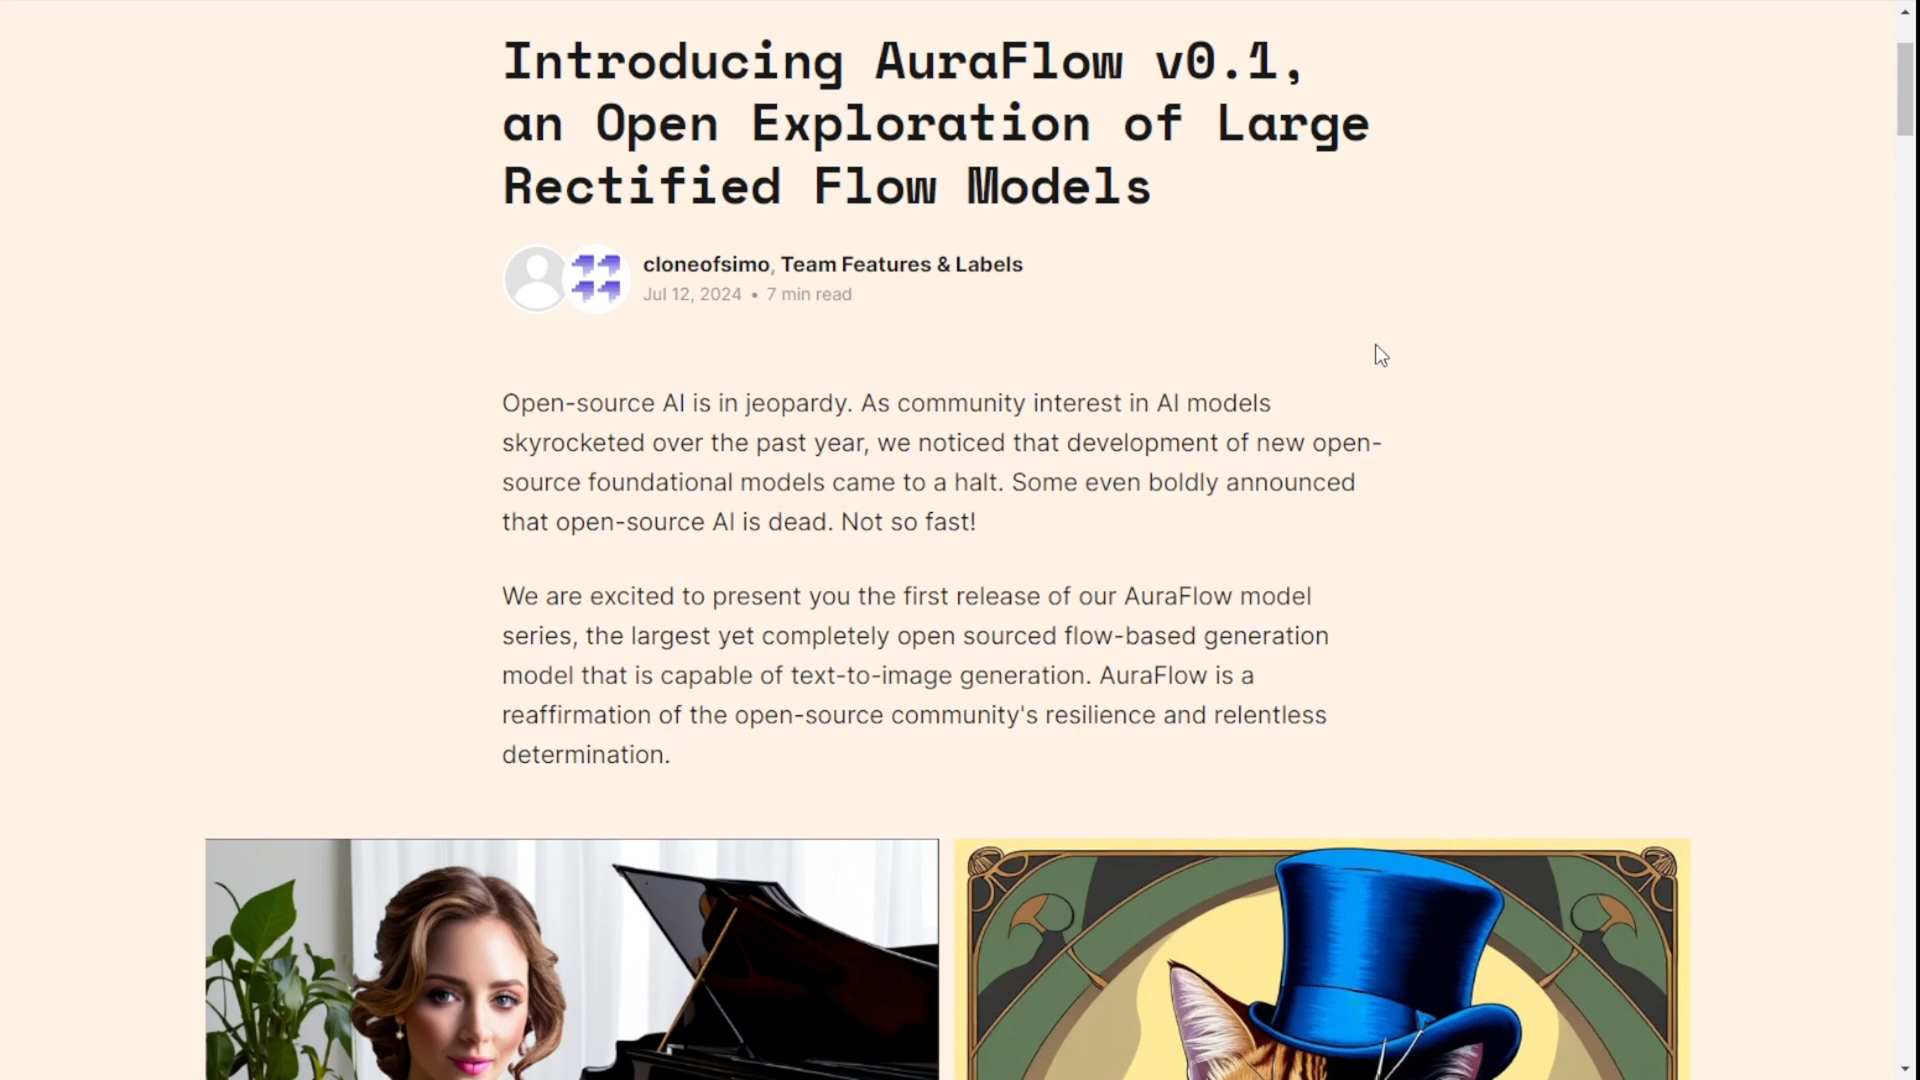 Introducing AuraFlow v0.1,
an Open Exploration of Large
Rectified Flow Models
cloneofsimo, Team Features & Labels
Jul 12, 2024 • 7 min read
Open-source AI is in jeopardy. As community interest in AI models
skyrocketed over the past year, we noticed that development of new open-
source foundational models came to a halt. Some even boldly announced
that open-source AI is dead. Not so fast!
We are excited to present you the first release of our AuraFlow model
series, the largest yet completely open sourced flow-based generation
model that is capable of text-to-image generation. AuraFlow is a
reaffirmation of the open-source community's resilience and relentless
determination.